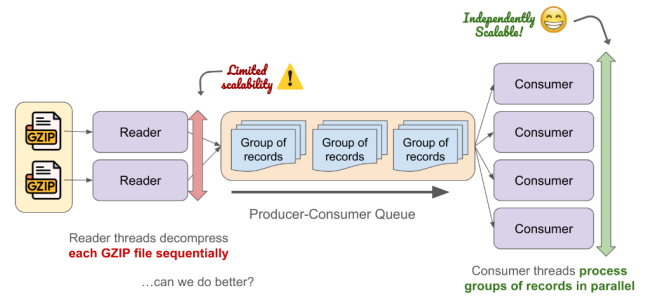 Independently
Scalable!
Limited
scalability
GZIP
GZIP
Reader
Reader
Group of
records
Group of
records
Group of
records
Consumer
Consumer
Consumer
Consumer
Producer-Consumer Queue
Reader threads decompress
each GZIP file sequentially
…can we do better?
Consumer threads process
groups of records in parallel